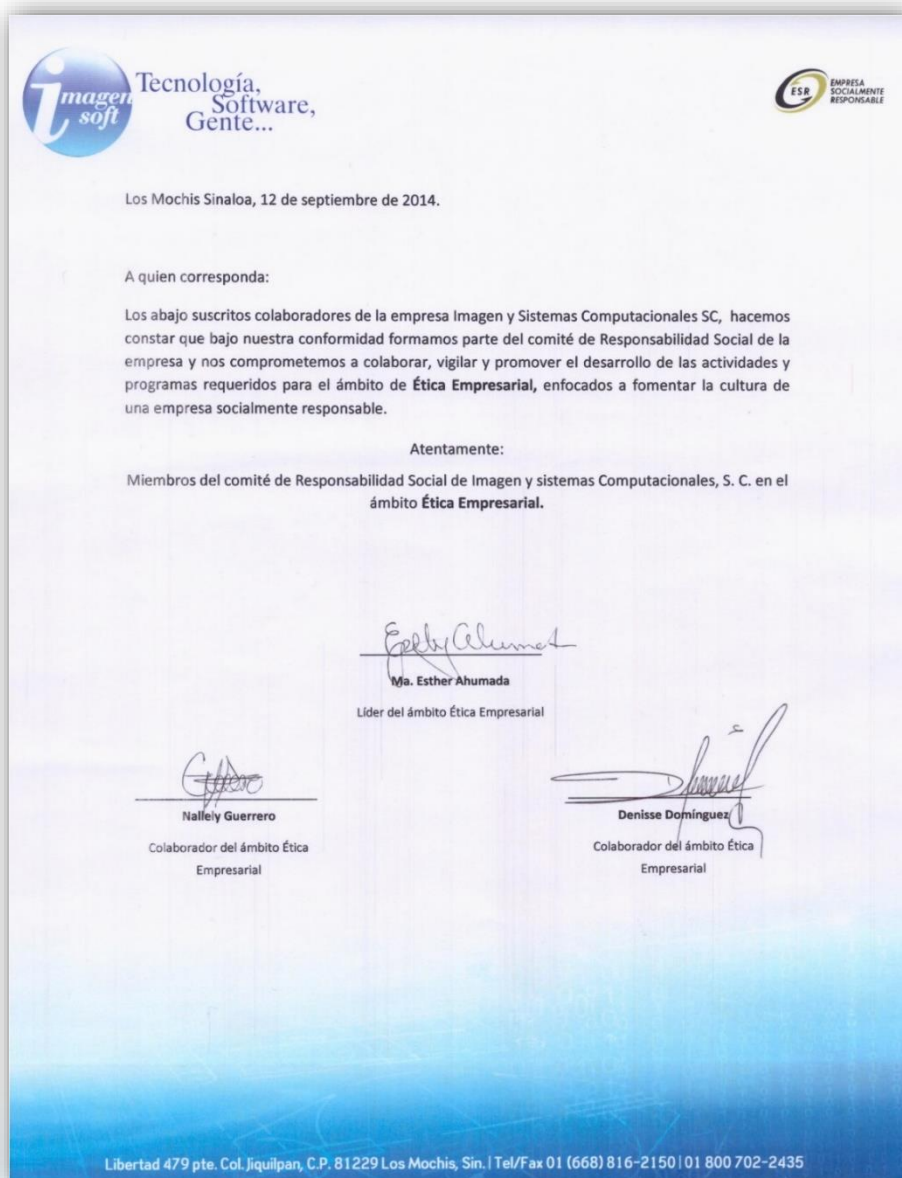 imagen
soft
Tecnología,
Software,
Gente...
ESR
EMPRESA
SOCIALMENTE
RESPONSABLE
Los Mochis Sinaloa, 12 de septiembre de 2014.
A quien corresponda:
Los abajo suscritos colaboradores de la empresa Imagen y Sistemas Computacionales SC, hacemos
constar que bajo nuestra conformidad formamos parte del comité de Responsabilidad Social de la
empresa y nos comprometemos a colaborar, vigilar y promover el desarrollo de las actividades y
programas requeridos para el ámbito de Ética Empresarial, enfocados a fomentar la cultura de
una empresa socialmente responsable.
Atentamente:
Miembros del comité de Responsabilidad Social de Imagen y sistemas Computacionales, S. C. en el
ámbito Ética Empresarial.
Ma. Esther Ahumada
Líder del ámbito Ética Empresarial
Nallely Guerrero
Colaborador del ámbito Ética
Empresarial
Denisse Domínguez
Colaborador del ámbito Ética
Empresarial
Libertad 479 pte. Col. Jiquilpan, C.P. 81229 Los Mochis, Sin. | Tel/Fax 01 (668) 816-2150 | 01 800 702-2435